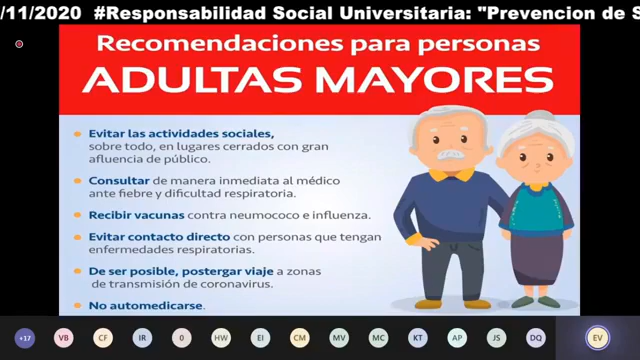 /11/2020 #Responsabilidad Social Universitaria: "Prevencion de S
Recomendaciones para personas
ADULTAS MAYORES
Evitar las actividades sociales,
sobre todo, en lugares cerrados con gran
afluencia de público.
Consultar de manera inmediata al médico
ante fiebre y dificultad respiratoria.
Recibir vacunas contra neumococo e influenza.
Evitar contacto directo con personas que tengan
enfermedades respiratorias.
De ser posible, postergar viaje a zonas
de transmisión de coronavirus.
No automedicarse.
+17 VB CF IR 0 HW EI CM MV MC KT AP JS DQ EV